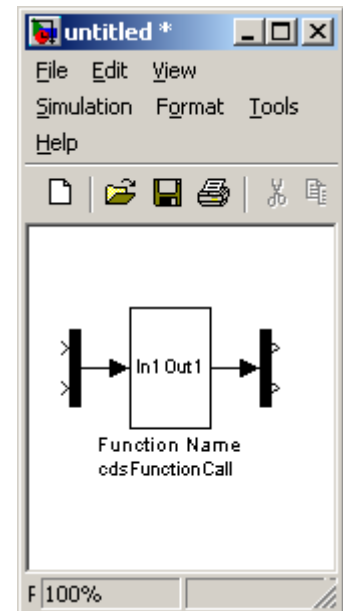 untitled *
File Edit View
Simulation Format Tools
Help
In1 Out1
Function Name
cdsFunctionCall
F 100%